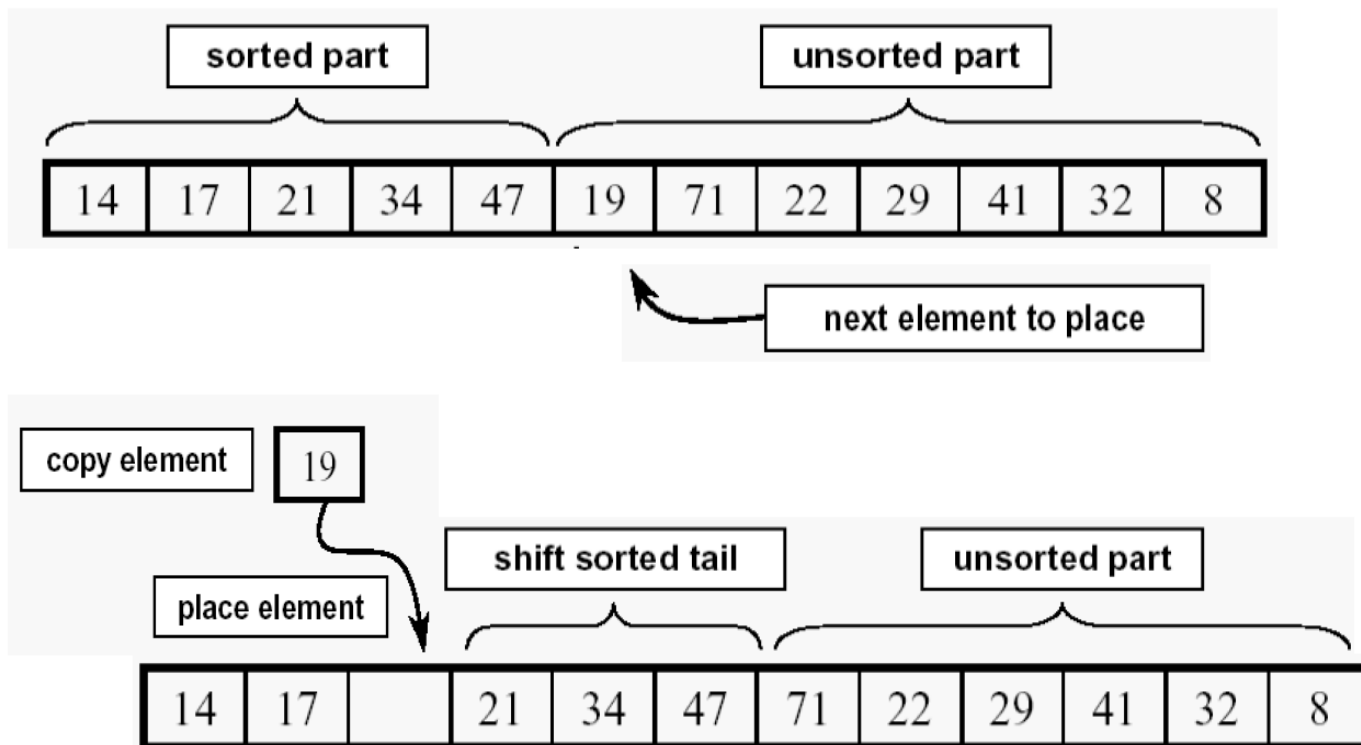 sorted part unsorted part
14 17 21 34 47 19 71 22 29 41 32 8
next element to place
copy element 19
shift sorted tail unsorted part
place element
14 17 21 34 47 71 22 29 41 32 8